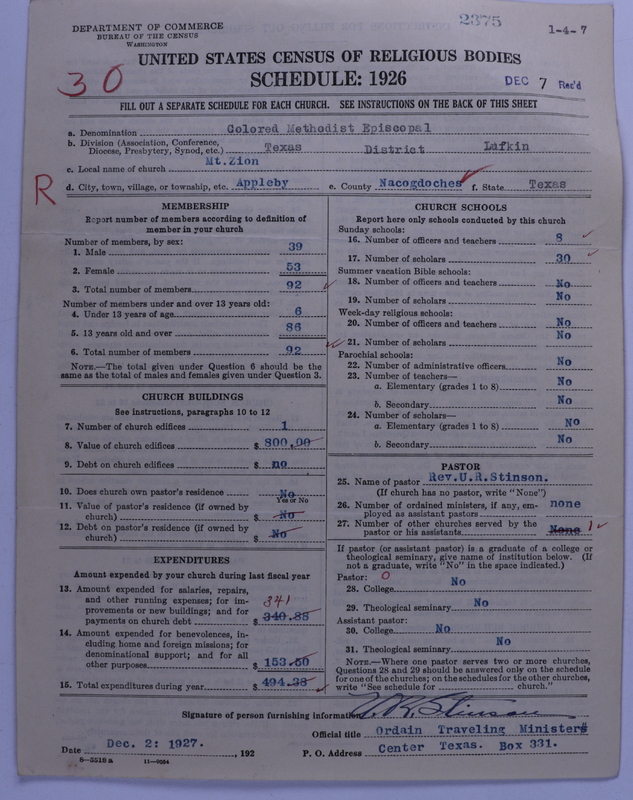 2375
DEPARTMENT OF COMMERCE
BUREAU OF THE CENSUS
WASHINGTON
1-4-7
UNITED STATES CENSUS OF RELIGIOUS BODIES
SCHEDULE: 1926
30
DEC 7 Rec'd
FILL OUT A SEPARATE SCHEDULE FOR EACH CHURCH. SEE INSTRUCTIONS ON THE BACK OF THIS SHEET
a. Denomination Colored Methodist Episcopal
b. Division (Association, Conference, Diocese, Presbytery, Synod, etc.) Texas District Lufkin
c. Local name of church Mt.Zion
R
d. City, town, village, or township, etc. Appleby e. County Nacogdoches f. State Texas
MEMBERSHIP
Report number of members according to definition of
member in your church
Number of members, by sex:
1. Male 39
2. Female 53
3. Total number of members 92
Number of members under and over 13 years old:
4. Under 13 years of age 6
5. 13 years old and over 86
6. Total number of members 92
NOTE.—The total given under Question 6 should be the
same as the total of males and females given under Question 3.
CHURCH BUILDINGS
See instructions, paragraphs 10 to 12
7. Number of church edifices 1
8. Value of church edifices $ 800.00
9. Debt on church edifices $ no
10. Does church own pastor's residence No
Yes or No
11. Value of pastor's residence (if owned by
church) $ No
12. Debt on pastor's residence (if owned by
church) $ No
EXPENDITURES
Amount expended by your church during last fiscal year
13. Amount expended for salaries, repairs,
and other running expenses; for im-
provements or new buildings; and for
payments on church debt $ 340.88 341
14. Amount expended for benevolences, in-
cluding home and foreign missions; for
denominational support; and for all
other purposes $ 153.50
15. Total expenditures during year $ 494.38
CHURCH SCHOOLS
Report here only schools conducted by this church
Sunday schools:
16. Number of officers and teachers 8
17. Number of scholars 30
Summer vacation Bible schools:
18. Number of officers and teachers No
19. Number of scholars No
Week-day religious schools:
20. Number of officers and teachers No
21. Number of scholars No
Parochial schools:
22. Number of administrative officers No
23. Number of teachers—
a. Elementary (grades 1 to 8) No
b. Secondary No
24. Number of scholars—
a. Elementary (grades 1 to 8) No
b. Secondary No
PASTOR
25. Name of pastor Rev.U.R.Stinson.
(If church has no pastor, write "None")
26. Number of ordained ministers, if any, em-
ployed as assistant pastors none
27. Number of other churches served by the
pastor or his assistants None 1
If pastor (or assistant pastor) is a graduate of a college or
theological seminary, give name of institution below. (If
not a graduate, write "No" in the space indicated.)
Pastor: 0
28. College No
29. Theological seminary No
Assistant pastor:
30. College No
31. Theological seminary No
NOTE.—Where one pastor serves two or more churches,
Questions 28 and 29 should be answered only on the schedule
for one of the churches; on the schedules for the other churches,
write "See schedule for church."
Signature of person furnishing information U.R. Stinson
Official title Ordain Traveling Ministers
Date Dec. 2: 1927. , 192 P. O. Address Center Texas. Box 331.
8-5518 a 11-9084